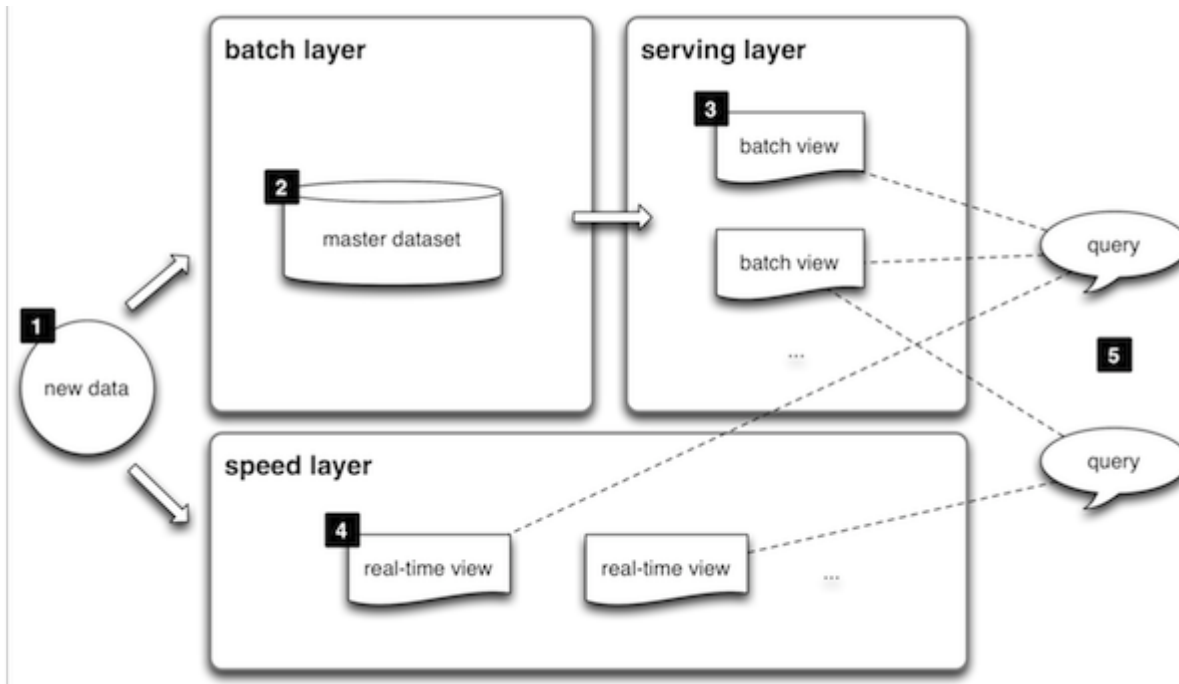 batch layer
serving layer
3
batch view
2
master dataset
batch view
query
1
new data
...
5
speed layer
query
4
real-time view
real-time view
...